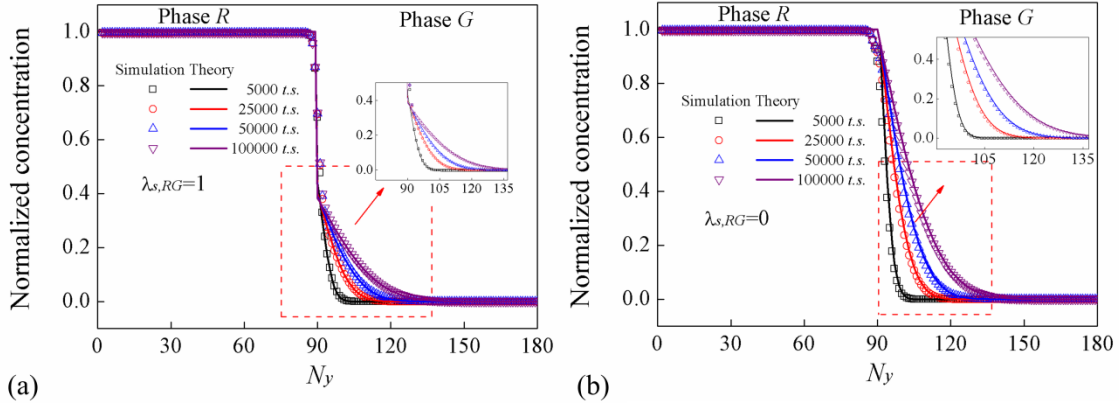 Phase R Phase G
Normalized concentration
1.0
0.8
0.6
0.4
0.2
0.0
Simulation Theory
5000 t.s.
25000 t.s.
50000 t.s.
100000 t.s.
λs,RG=1
0.4
0.2
0.0
90 105 120 135
0 30 60 90 120 150 180
Ny
(a)
Phase R Phase G
Normalized concentration
1.0
0.8
0.6
0.4
0.2
0.0
Simulation Theory
5000 t.s.
25000 t.s.
50000 t.s.
100000 t.s.
λs,RG=0
0.4
0.2
0.0
105 120 135
0 30 60 90 120 150 180
Ny
(b)